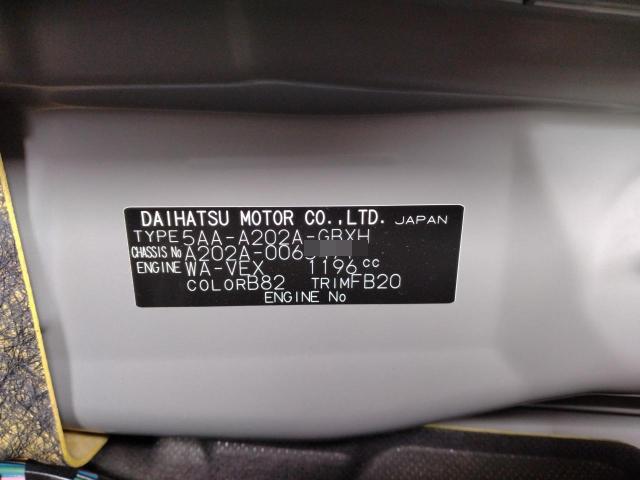 DAIHATSU MOTOR CO.,LTD. JAPAN
TYPE 5AA-A202A-GBXH
CHASSIS No A202A-006
ENGINE WA-VEX 1196 cc
COLOR B82 TRIM FB20
ENGINE No